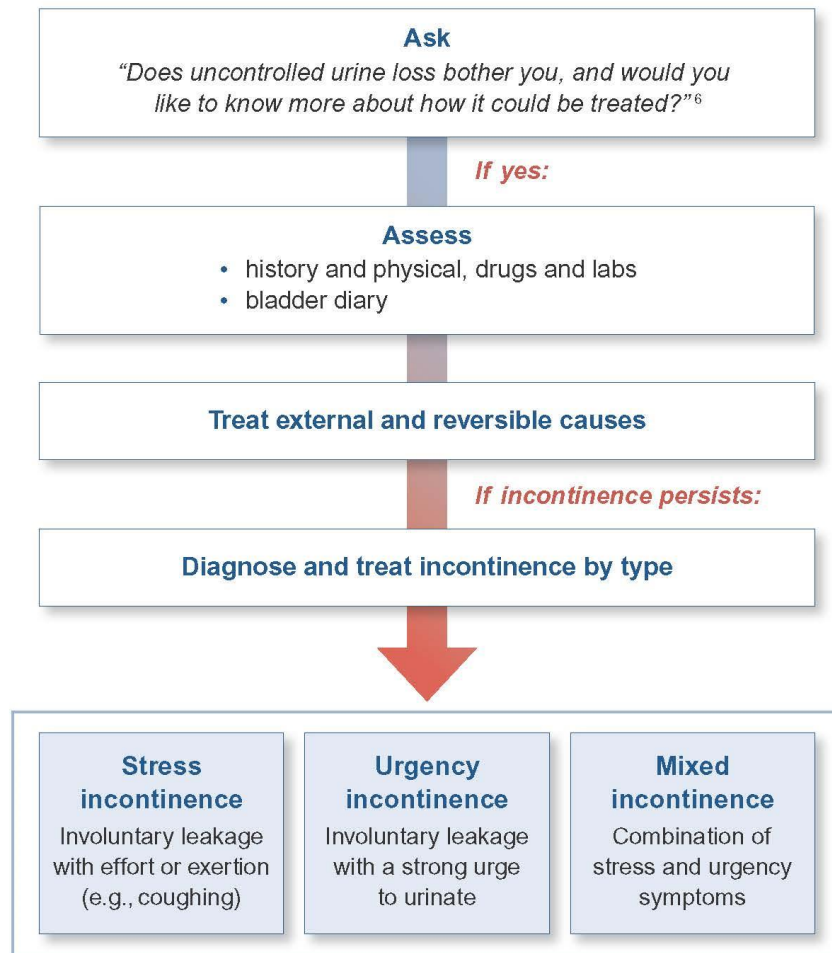 Ask
“Does uncontrolled urine loss bother you, and would you
like to know more about how it could be treated?”⁶
If yes:
Assess
• history and physical, drugs and labs
• bladder diary
Treat external and reversible causes
If incontinence persists:
Diagnose and treat incontinence by type
Stress
incontinence
Involuntary leakage
with effort or exertion
(e.g., coughing)
Urgency
incontinence
Involuntary leakage
with a strong urge
to urinate
Mixed
incontinence
Combination of
stress and urgency
symptoms